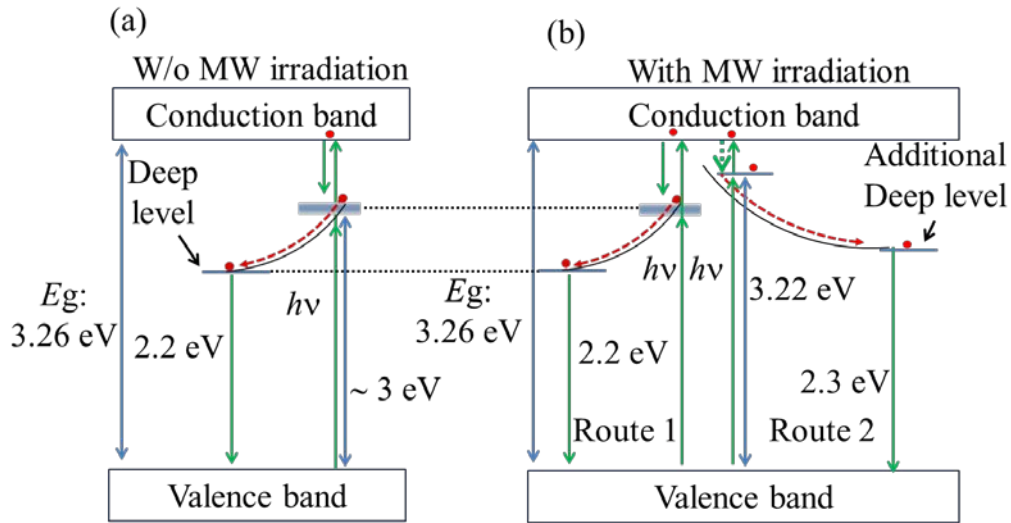 (a)
W/o MW irradiation
Conduction band
Deep
level
Eg:
3.26 eV
2.2 eV
hν
~ 3 eV
Valence band
(b)
With MW irradiation
Conduction band
Additional
Deep level
Eg:
3.26 eV
hν hν
3.22 eV
2.2 eV
2.3 eV
Route 1
Route 2
Valence band